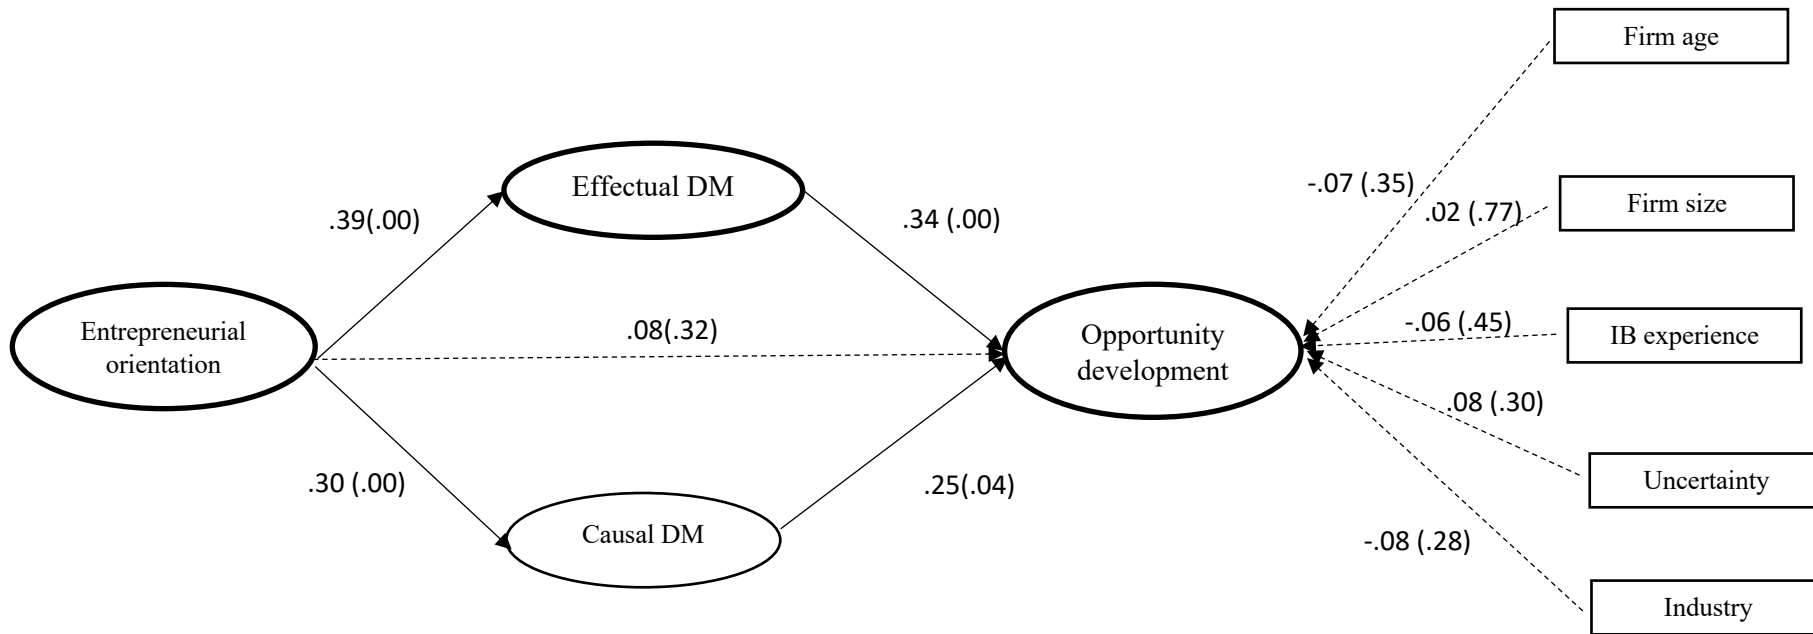 Firm age
Effectual DM
-.07 (.35)
.39(.00)
.34 (.00)
.02 (.77)
Firm size
Entrepreneurial
orientation
.08(.32)
Opportunity
development
-.06 (.45)
IB experience
.08 (.30)
.30 (.00)
.25(.04)
Uncertainty
Causal DM
-.08 (.28)
Industry